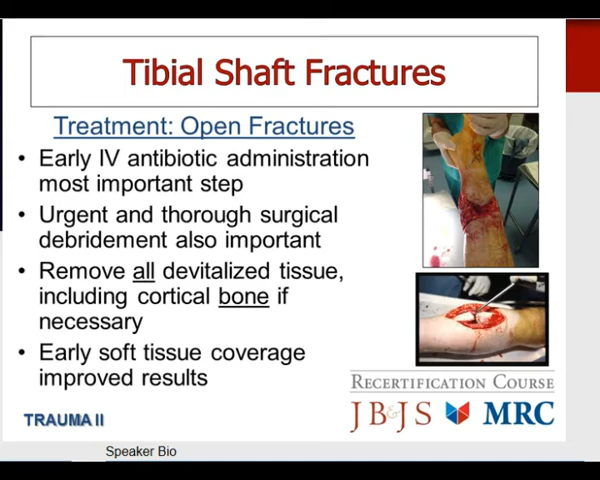 Tibial Shaft Fractures
Treatment: Open Fractures
• Early IV antibiotic administration
most important step
• Urgent and thorough surgical
debridement also important
• Remove all devitalized tissue,
including cortical bone if
necessary
• Early soft tissue coverage
improved results
RECERTIFICATION COURSE
JB&JS MRC
TRAUMA II
Speaker Bio